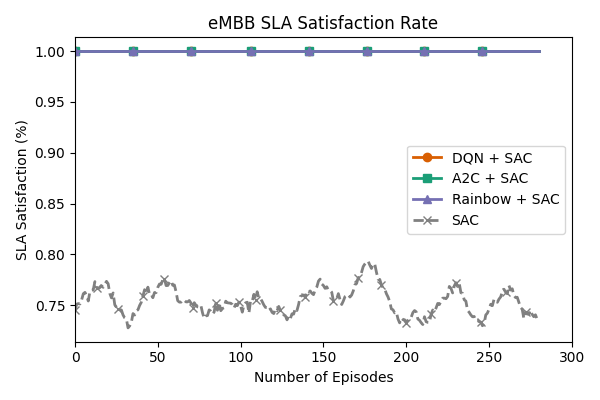 eMBB SLA Satisfaction Rate
SLA Satisfaction (%)
1.00
0.95
0.90
0.85
0.80
0.75
DQN + SAC
A2C + SAC
Rainbow + SAC
SAC
0 50 100 150 200 250 300
Number of Episodes